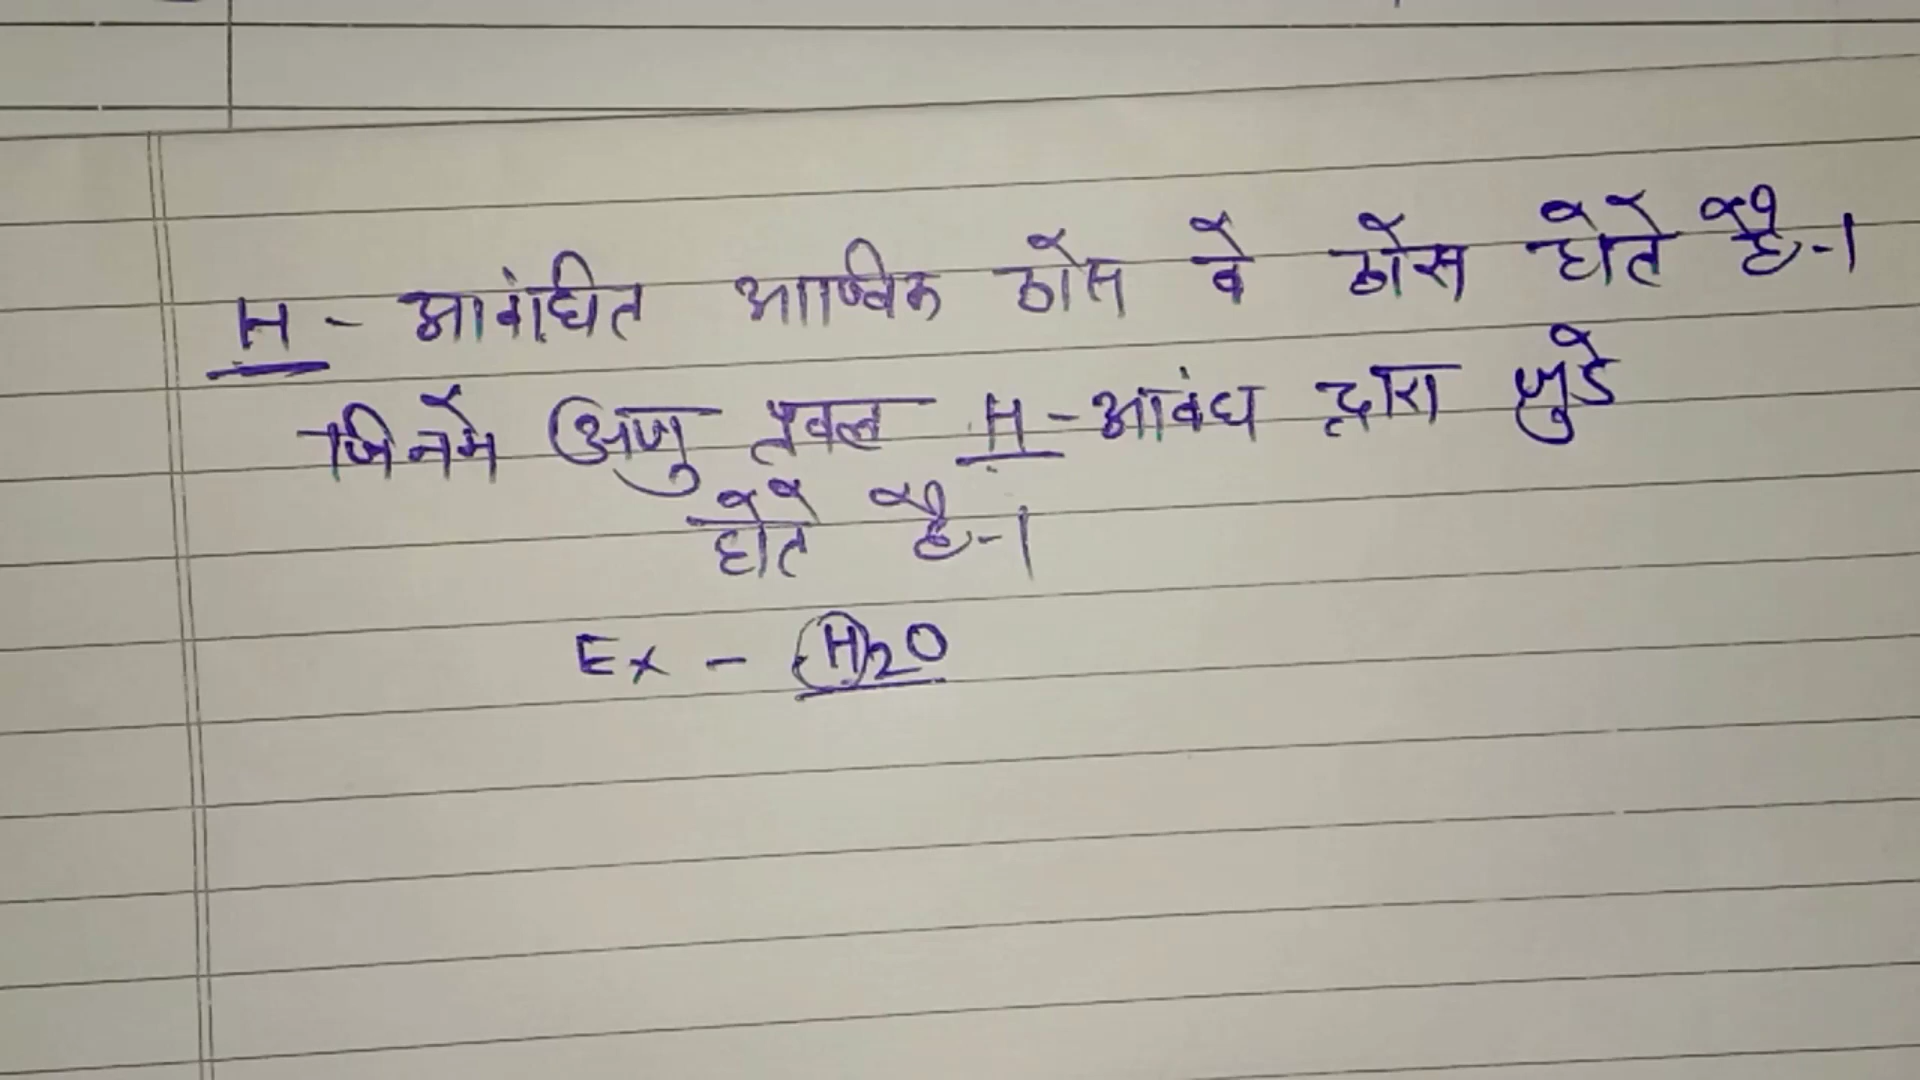 H - आबंधित आण्विक ठोस वे ठोस होते है-।
जिनमे अणु प्रबल H - आबंध द्वारा जुडे
होते है-।
Ex - H2O